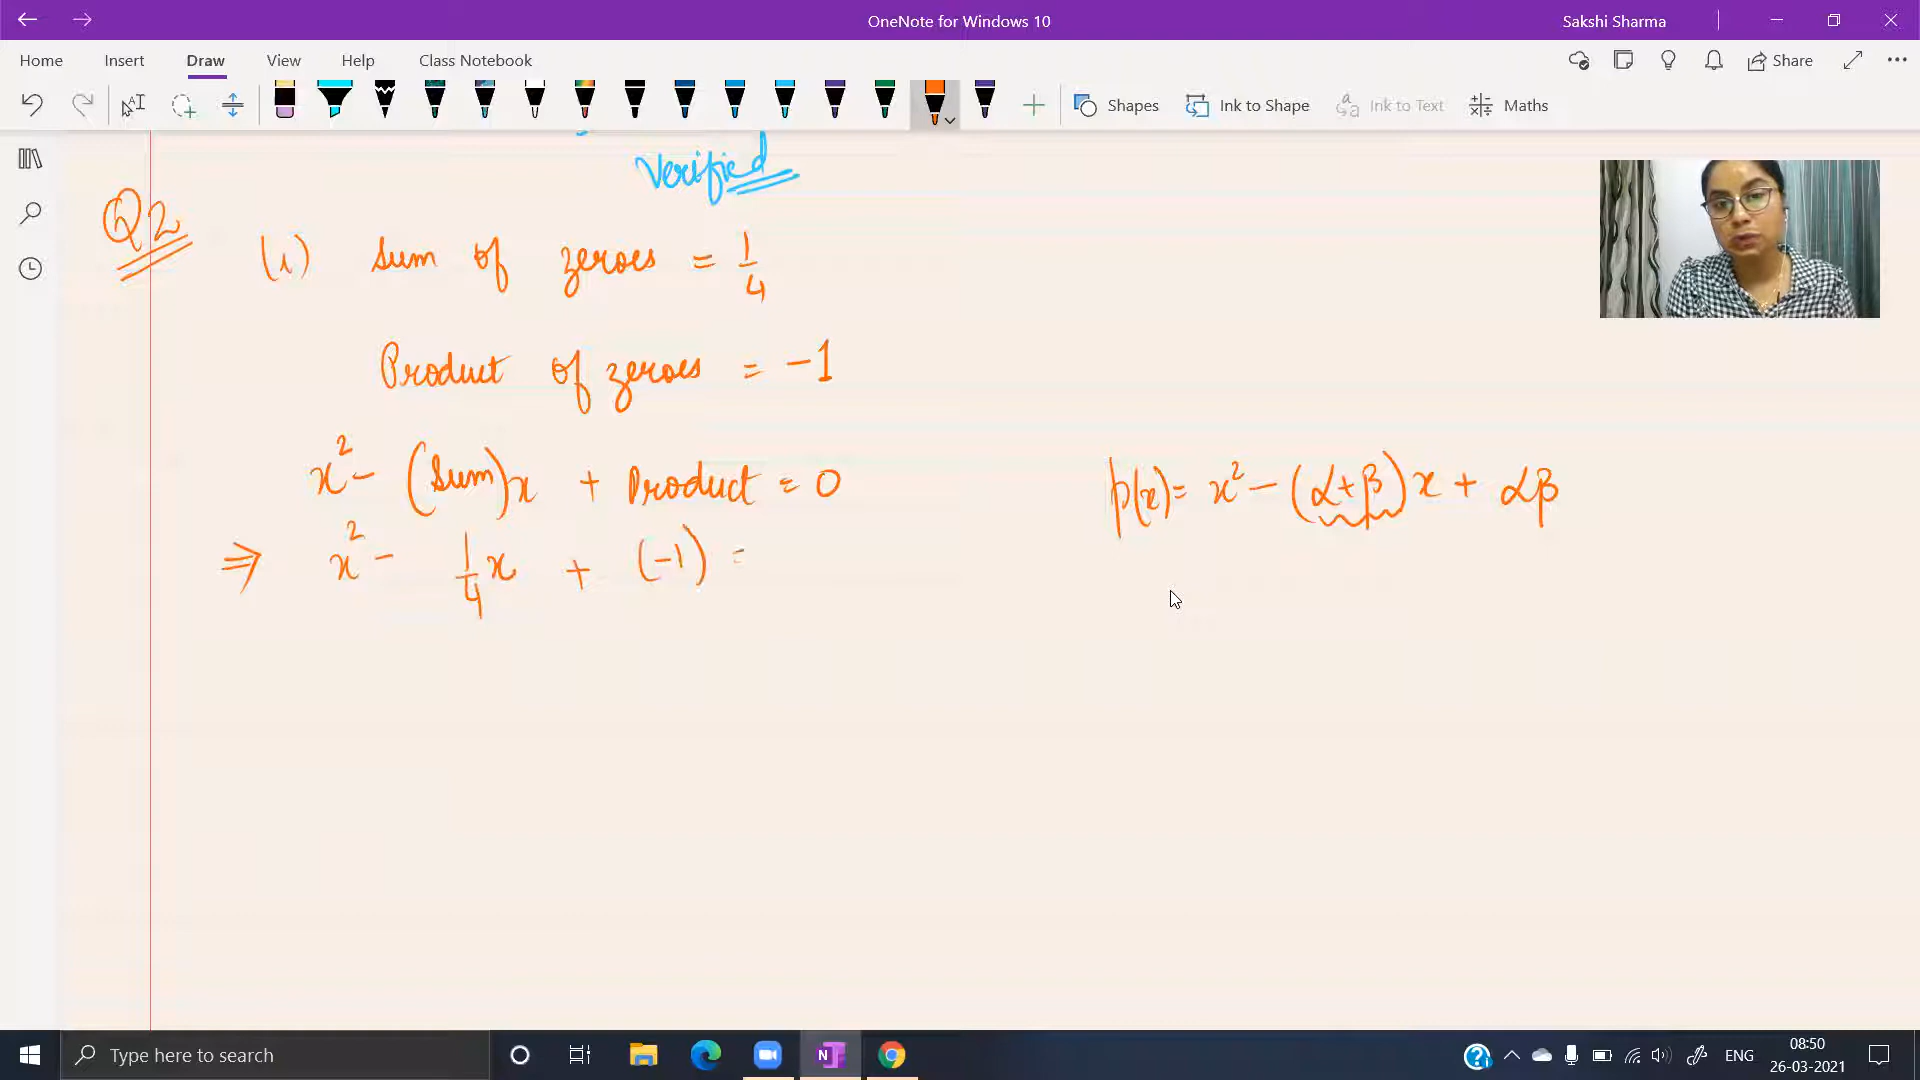 OneNote for Windows 10
Sakshi Sharma
Home Insert Draw View Help Class Notebook
Share
Shapes Ink to Shape Ink to Text Maths
Verified
Q2
(i) Sum of zeroes = 1/4
Product of zeroes = -1
x² - (Sum)x + Product = 0
p(x) = x² - (α+β)x + αβ
⇒ x² - 1/4 x + (-1) =
Type here to search
ENG
08:50
26-03-2021